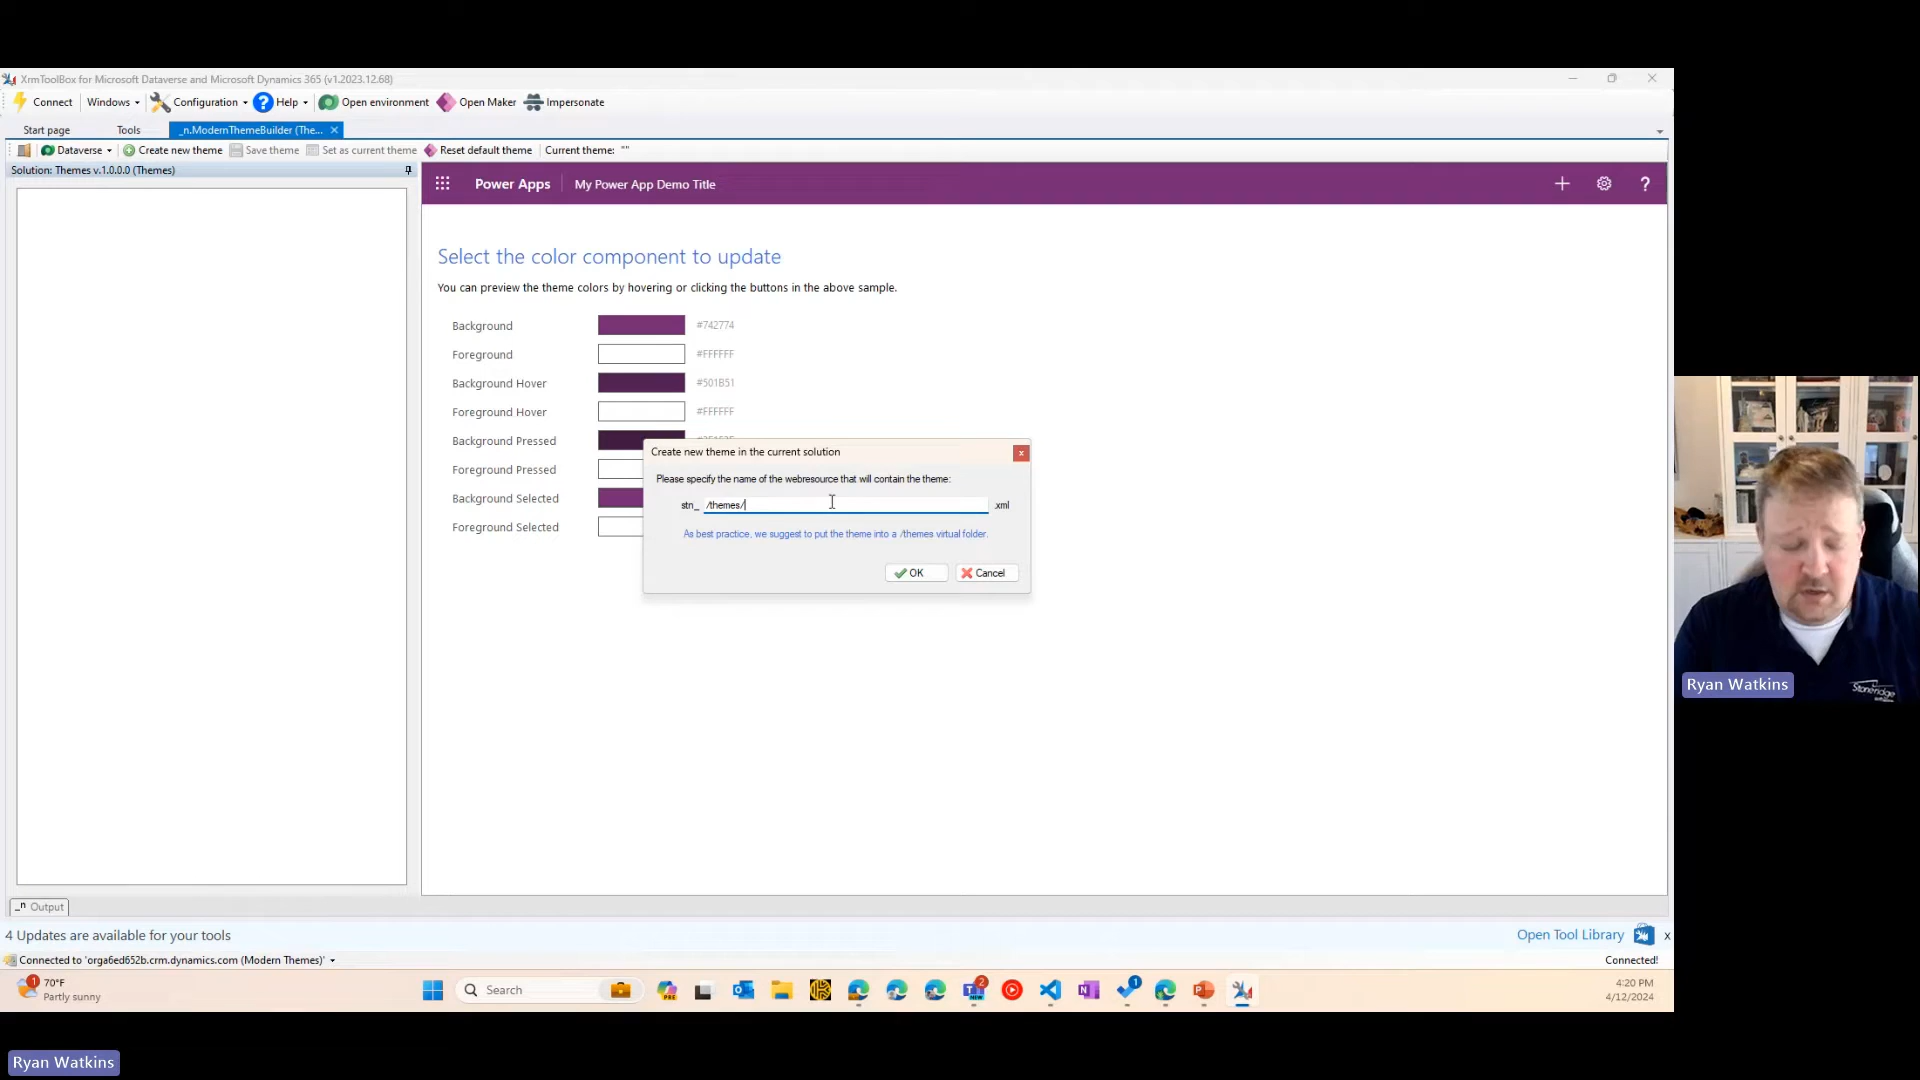 XrmToolBox for Microsoft Dataverse and Microsoft Dynamics 365 (v1.2023.12.68)
Connect Windows Configuration Help Open environment Open Maker Impersonate
Start page Tools _n.ModernThemeBuilder (The...
Dataverse Create new theme Save theme Set as current theme Reset default theme Current theme: ""
Solution: Themes v.1.0.0.0 (Themes)
Power Apps My Power App Demo Title
Select the color component to update
You can preview the theme colors by hovering or clicking the buttons in the above sample.
Background #742774
Foreground #FFFFFF
Background Hover #501B51
Foreground Hover #FFFFFF
Background Pressed
Foreground Pressed
Background Selected
Foreground Selected
Create new theme in the current solution
Please specify the name of the webresource that will contain the theme:
stn_ /themes/ .xml
As best practice, we suggest to put the theme into a /themes virtual folder.
OK Cancel
_n Output
4 Updates are available for your tools
Open Tool Library x
Connected to 'orga6ed652b.crm.dynamics.com (Modern Themes)'
Connected!
1 70°F
Partly sunny
Search
PRE
NEW
2
1
4:20 PM
4/12/2024
Stoneridge
Ryan Watkins
Ryan Watkins